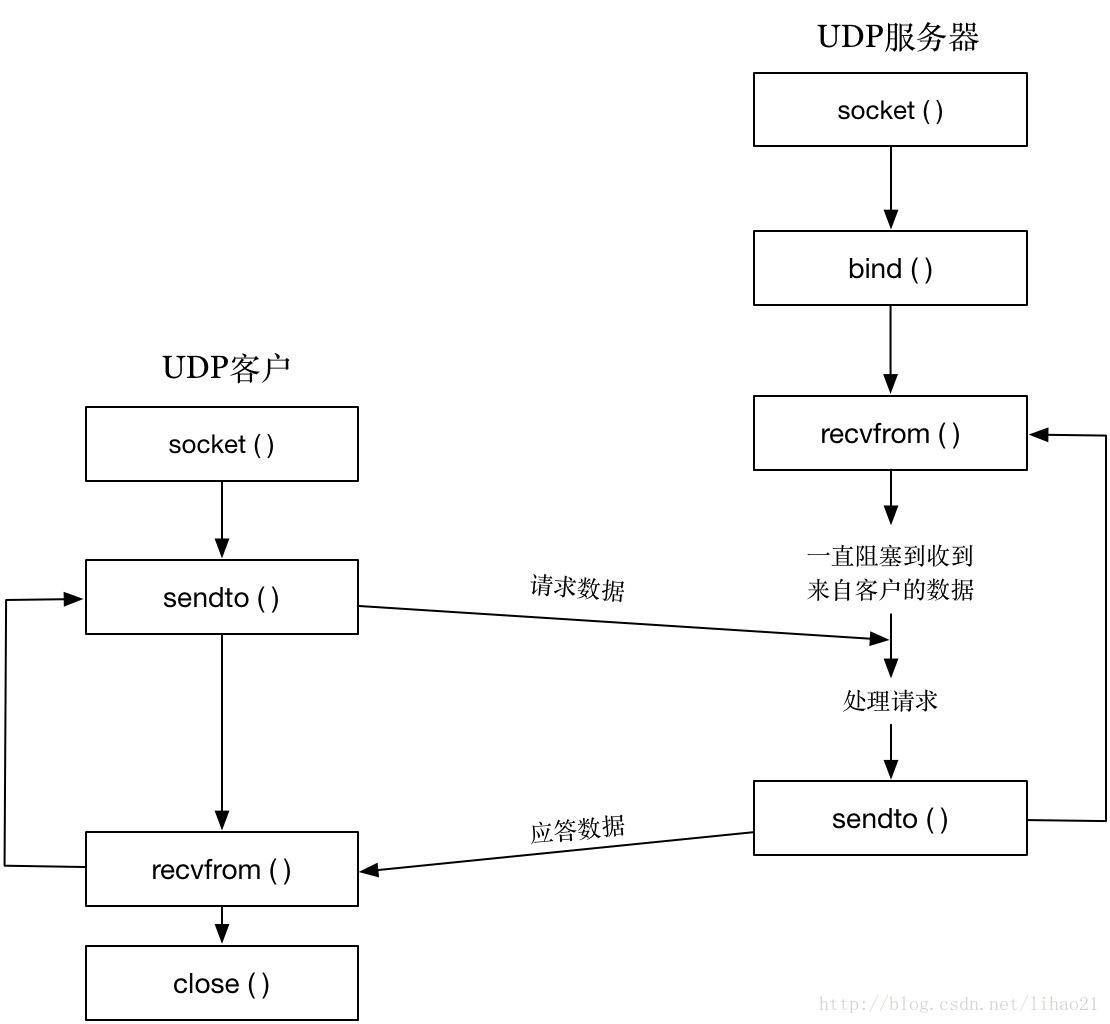 UDP服务器
socket ( )
bind ( )
recvfrom ( )
一直阻塞到收到
来自客户的数据
处理请求
sendto ( )
UDP客户
socket ( )
sendto ( )
请求数据
应答数据
recvfrom ( )
close ( )
http://blog.csdn.net/lihao21